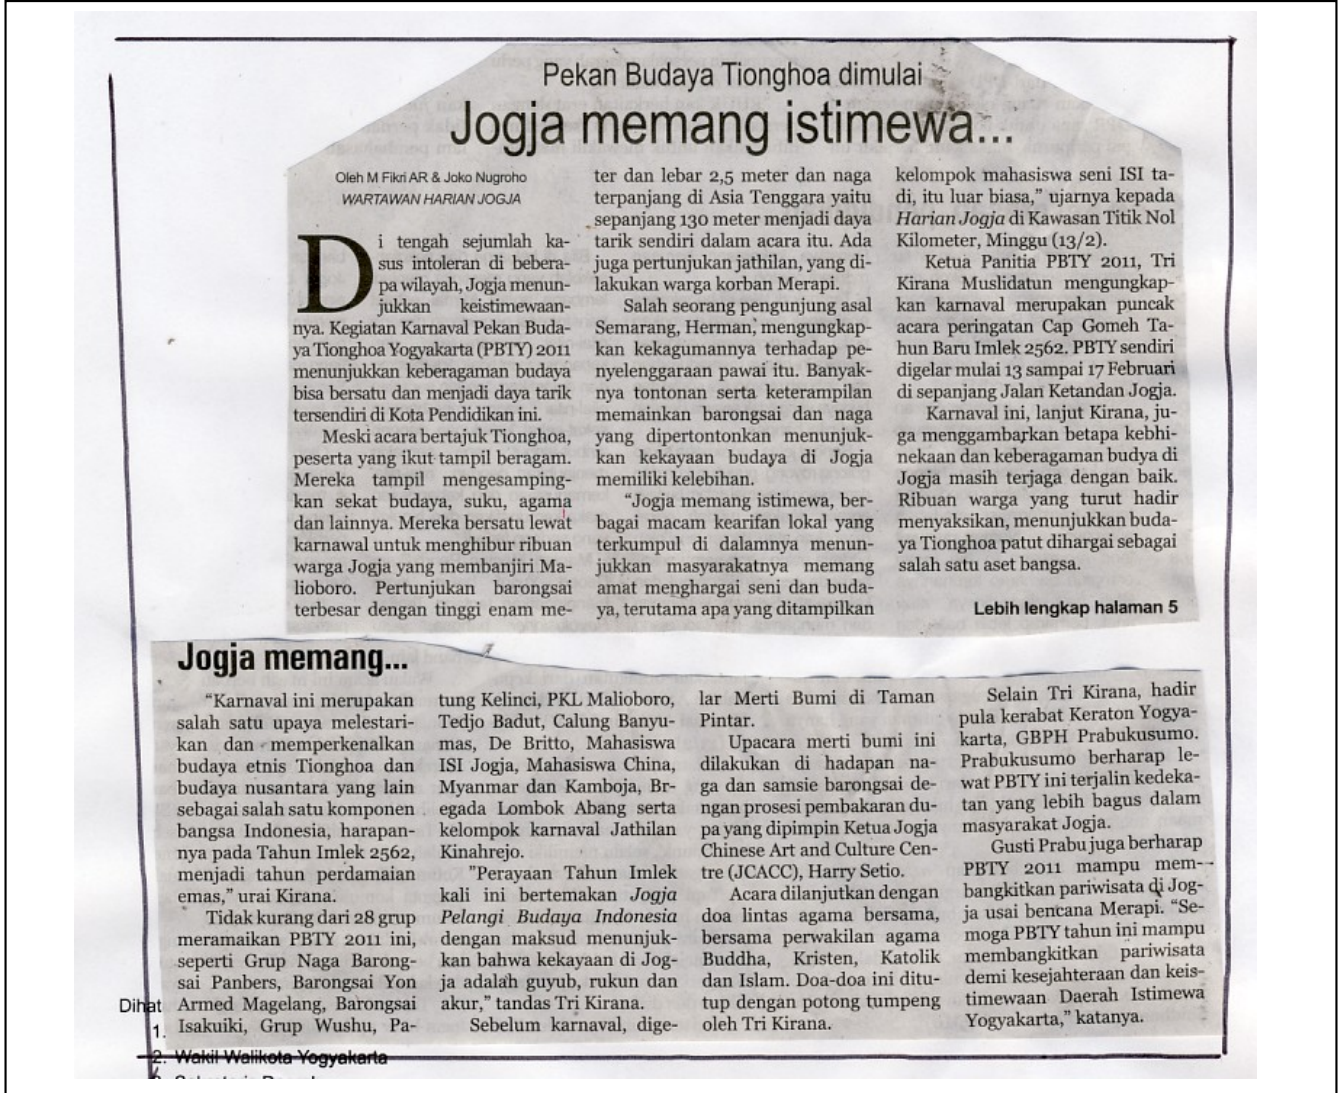 Pekan Budaya Tionghoa dimulai
Jogja memang istimewa...
Oleh M Fikri AR & Joko Nugroho
WARTAWAN HARIAN JOGJA
Di tengah sejumlah ka-
sus intoleran di bebera-
pa wilayah, Jogja menun-
jukkan keistimewaan-
nya. Kegiatan Karnaval Pekan Buda-
ya Tionghoa Yogyakarta (PBTY) 2011
menunjukkan keberagaman budaya
bisa bersatu dan menjadi daya tarik
tersendiri di Kota Pendidikan ini.
Meski acara bertajuk Tionghoa,
peserta yang ikut tampil beragam.
Mereka tampil mengesamping-
kan sekat budaya, suku, agama
dan lainnya. Mereka bersatu lewat
karnawal untuk menghibur ribuan
warga Jogja yang membanjiri Ma-
lioboro. Pertunjukan barongsai
terbesar dengan tinggi enam me-
ter dan lebar 2,5 meter dan naga
terpanjang di Asia Tenggara yaitu
sepanjang 130 meter menjadi daya
tarik sendiri dalam acara itu. Ada
juga pertunjukan jathilan, yang di-
lakukan warga korban Merapi.
Salah seorang pengunjung asal
Semarang, Herman, mengungkap-
kan kekagumannya terhadap pe-
nyelenggaraan pawai itu. Banyak-
nya tontonan serta keterampilan
memainkan barongsai dan naga
yang dipertontonkan menunjuk-
kan kekayaan budaya di Jogja
memiliki kelebihan.
"Jogja memang istimewa, ber-
bagai macam kearifan lokal yang
terkumpul di dalamnya menun-
jukkan masyarakatnya memang
amat menghargai seni dan buda-
ya, terutama apa yang ditampilkan
kelompok mahasiswa seni ISI ta-
di, itu luar biasa," ujarnya kepada
Harian Jogja di Kawasan Titik Nol
Kilometer, Minggu (13/2).
Ketua Panitia PBTY 2011, Tri
Kirana Muslidatun mengungkap-
kan karnaval merupakan puncak
acara peringatan Cap Gomeh Ta-
hun Baru Imlek 2562. PBTY sendiri
digelar mulai 13 sampai 17 Februari
di sepanjang Jalan Ketandan Jogja.
Karnaval ini, lanjut Kirana, ju-
ga menggambarkan betapa kebhi-
nekaan dan keberagaman budya di
Jogja masih terjaga dengan baik.
Ribuan warga yang turut hadir
menyaksikan, menunjukkan buda-
ya Tionghoa patut dihargai sebagai
salah satu aset bangsa.
Lebih lengkap halaman 5
Jogja memang...
"Karnaval ini merupakan
salah satu upaya melestari-
kan dan memperkenalkan
budaya etnis Tionghoa dan
budaya nusantara yang lain
sebagai salah satu komponen
bangsa Indonesia, harapan-
nya pada Tahun Imlek 2562,
menjadi tahun perdamaian
emas," urai Kirana.
Tidak kurang dari 28 grup
meramaikan PBTY 2011 ini,
seperti Grup Naga Barong-
sai Panbers, Barongsai Yon
Armed Magelang, Barongsai
Isakuiki, Grup Wushu, Pa-
tung Kelinci, PKL Malioboro,
Tedjo Badut, Calung Banyu-
mas, De Britto, Mahasiswa
ISI Jogja, Mahasiswa China,
Myanmar dan Kamboja, Br-
egada Lombok Abang serta
kelompok karnaval Jathilan
Kinahrejo.
"Perayaan Tahun Imlek
kali ini bertemakan Jogja
Pelangi Budaya Indonesia
dengan maksud menunjuk-
kan bahwa kekayaan di Jog-
ja adalah guyub, rukun dan
akur," tandas Tri Kirana.
Sebelum karnaval, dige-
lar Merti Bumi di Taman
Pintar.
Upacara merti bumi ini
dilakukan di hadapan na-
ga dan samsie barongsai de-
ngan prosesi pembakaran du-
pa yang dipimpin Ketua Jogja
Chinese Art and Culture Cen-
tre (JCACC), Harry Setio.
Acara dilanjutkan dengan
doa lintas agama bersama,
bersama perwakilan agama
Buddha, Kristen, Katolik
dan Islam. Doa-doa ini ditu-
tup dengan potong tumpeng
oleh Tri Kirana.
Selain Tri Kirana, hadir
pula kerabat Keraton Yogya-
karta, GBPH Prabukusumo.
Prabukusumo berharap le-
wat PBTY ini terjalin kedeka-
tan yang lebih bagus dalam
masyarakat Jogja.
Gusti Prabu juga berharap
PBTY 2011 mampu mem-
bangkitkan pariwisata di Jog-
ja usai bencana Merapi. "Se-
moga PBTY tahun ini mampu
membangkitkan pariwisata
demi kesejahteraan dan keis-
timewaan Daerah Istimewa
Yogyakarta," katanya.
Dihat
1.
2. Wakil Walikota Yogyakarta